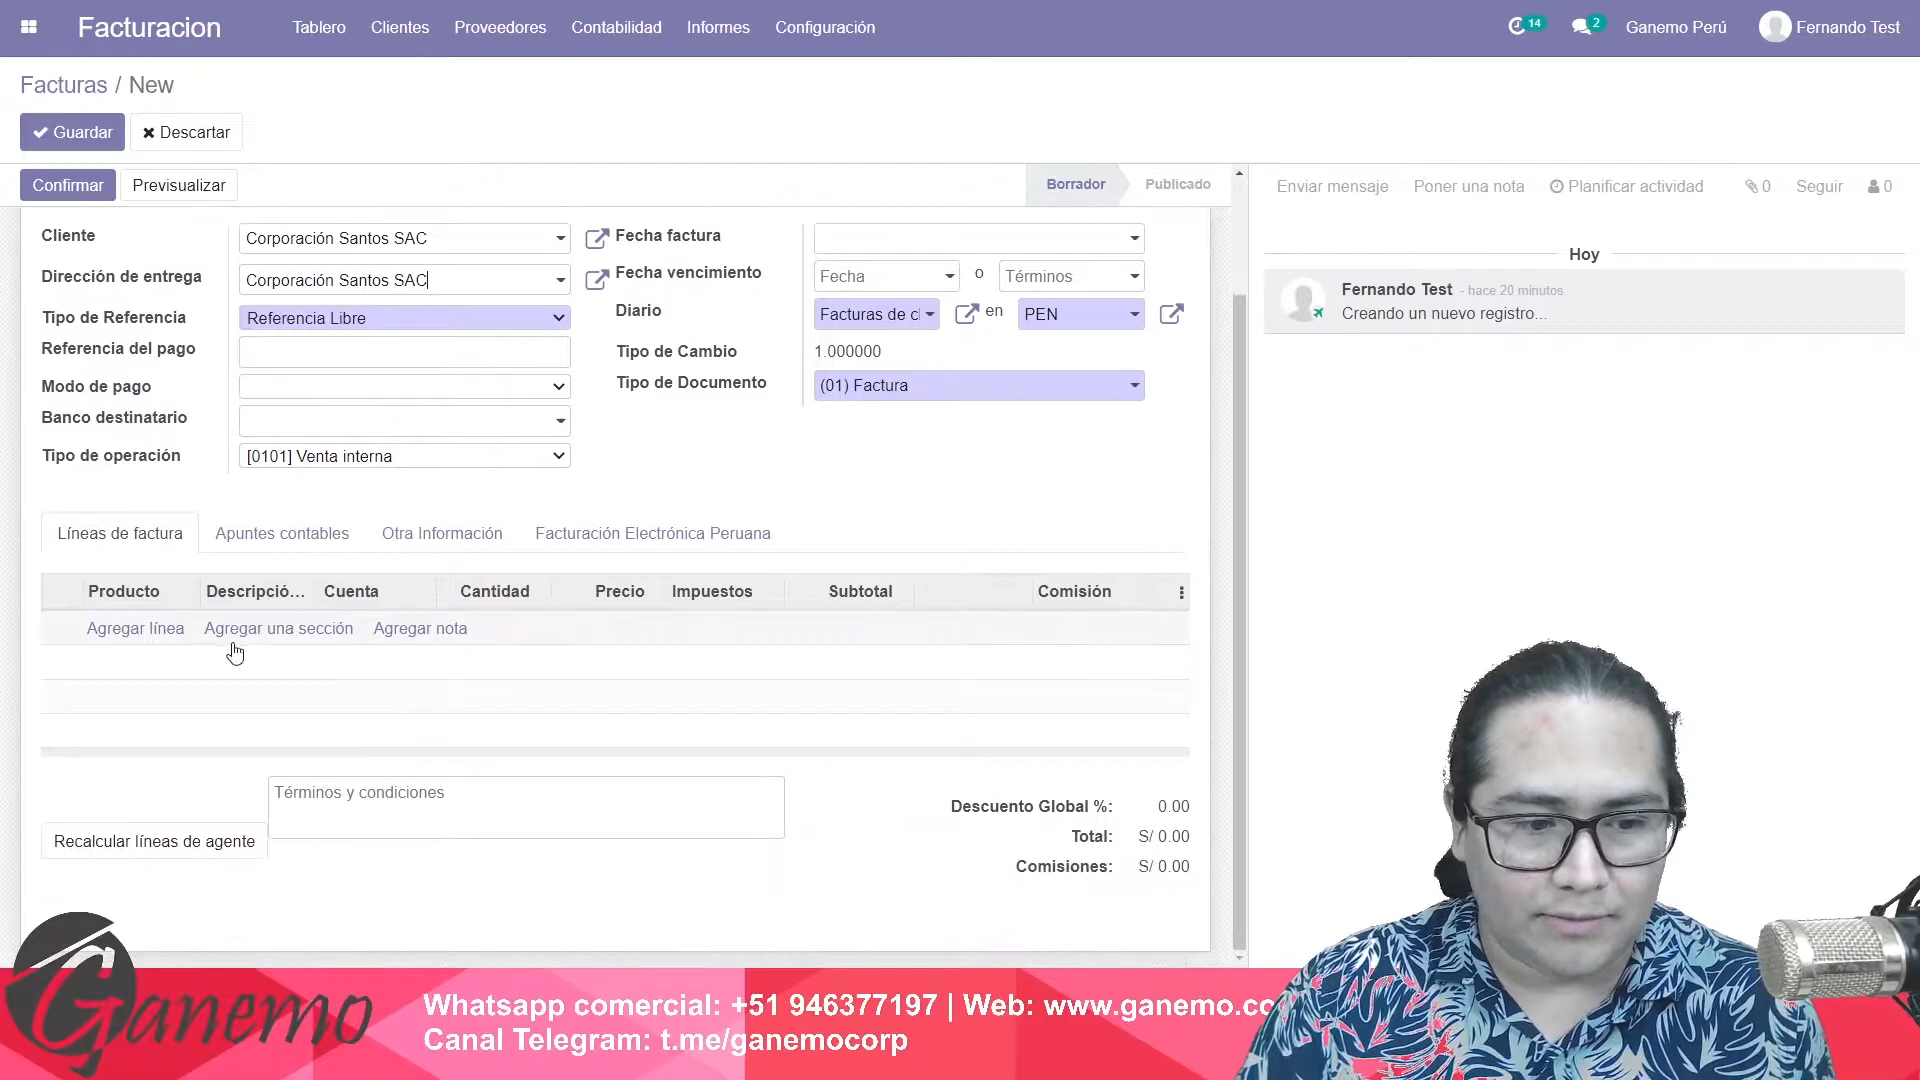 Facturacion
Tablero Clientes Proveedores Contabilidad Informes Configuración
14 2 Ganemo Perú Fernando Test
Facturas / New
Guardar Descartar
Confirmar Previsualizar
Borrador Publicado
Enviar mensaje Poner una nota Planificar actividad 0 Seguir 0
Cliente Corporación Santos SAC
Dirección de entrega Corporación Santos SAC
Tipo de Referencia Referencia Libre
Referencia del pago
Modo de pago
Banco destinatario
Tipo de operación [0101] Venta interna
Fecha factura
Fecha vencimiento Fecha o Términos
Diario Facturas de cl en PEN
Tipo de Cambio 1.000000
Tipo de Documento (01) Factura
Hoy
Fernando Test - hace 20 minutos
Creando un nuevo registro...
Líneas de factura Apuntes contables Otra Información Facturación Electrónica Peruana
Producto Descripció... Cuenta Cantidad Precio Impuestos Subtotal Comisión
Agregar línea Agregar una sección Agregar nota
Términos y condiciones
Recalcular líneas de agente
Descuento Global %: 0.00
Total: S/ 0.00
Comisiones: S/ 0.00
Ganemo
Whatsapp comercial: +51 946377197 | Web: www.ganemo.co
Canal Telegram: t.me/ganemocorp